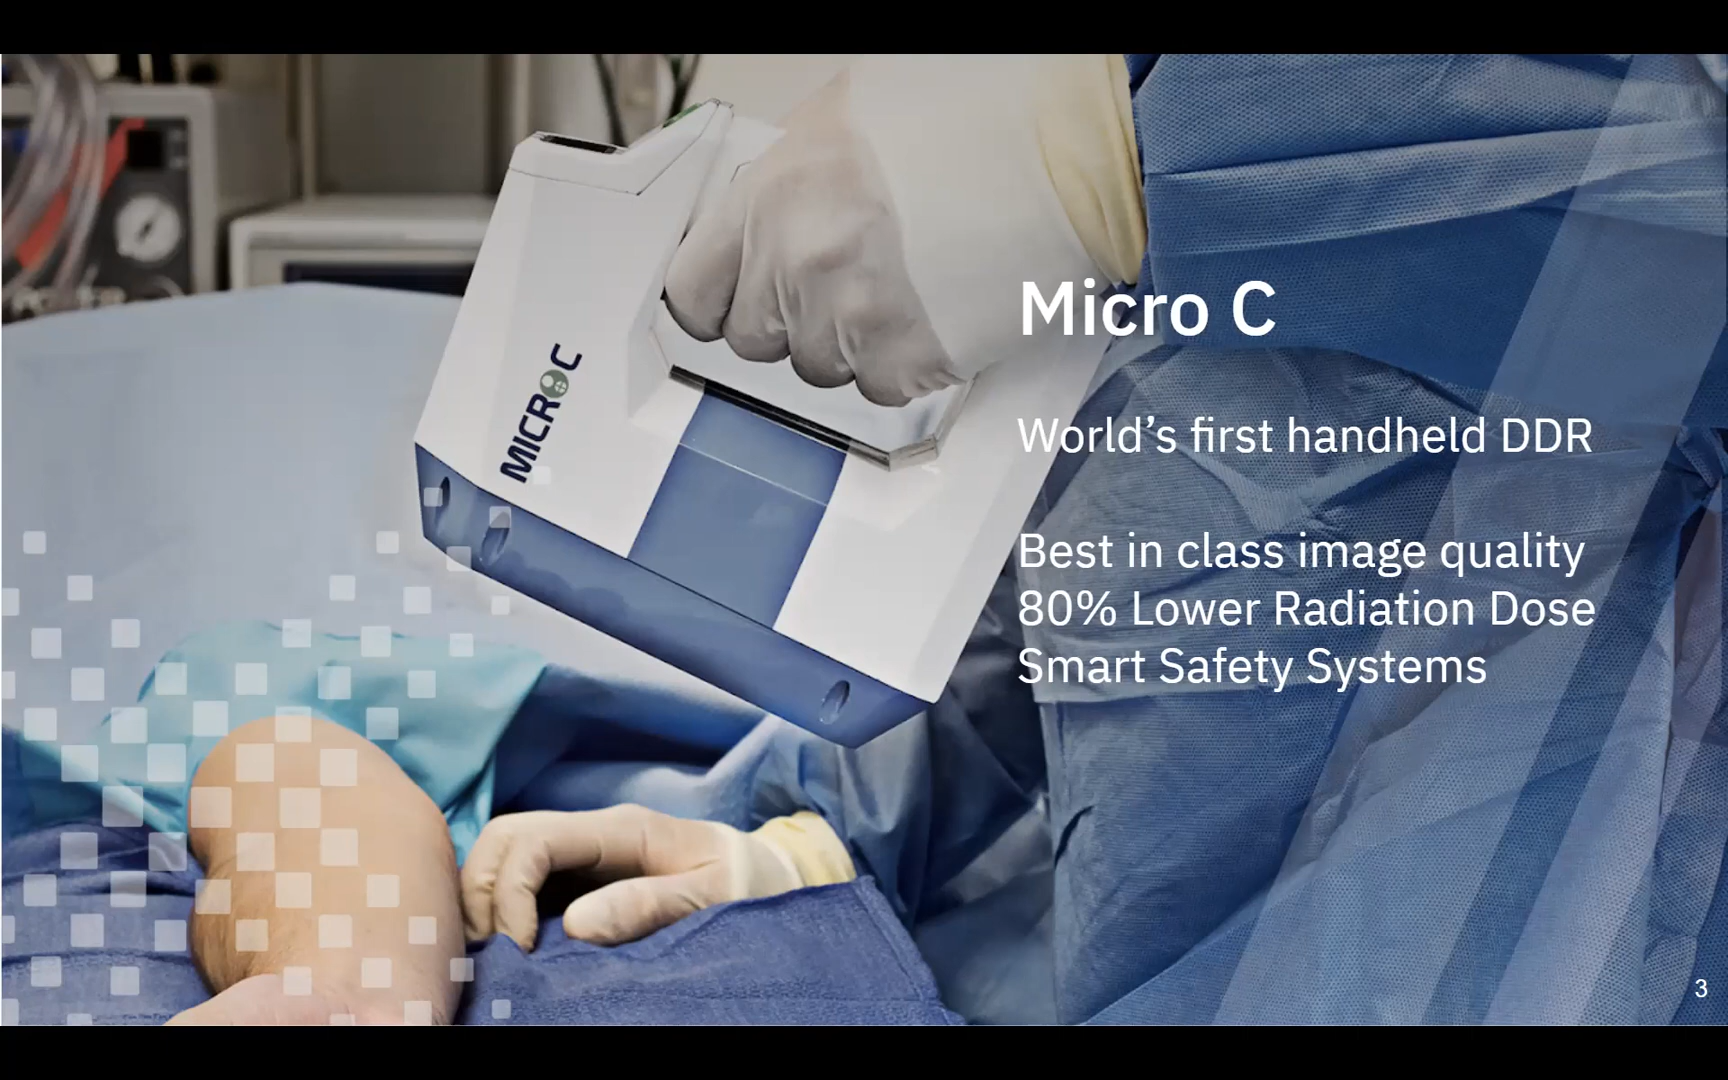 MICRO C
Micro C
World's first handheld DDR
Best in class image quality
80% Lower Radiation Dose
Smart Safety Systems
3